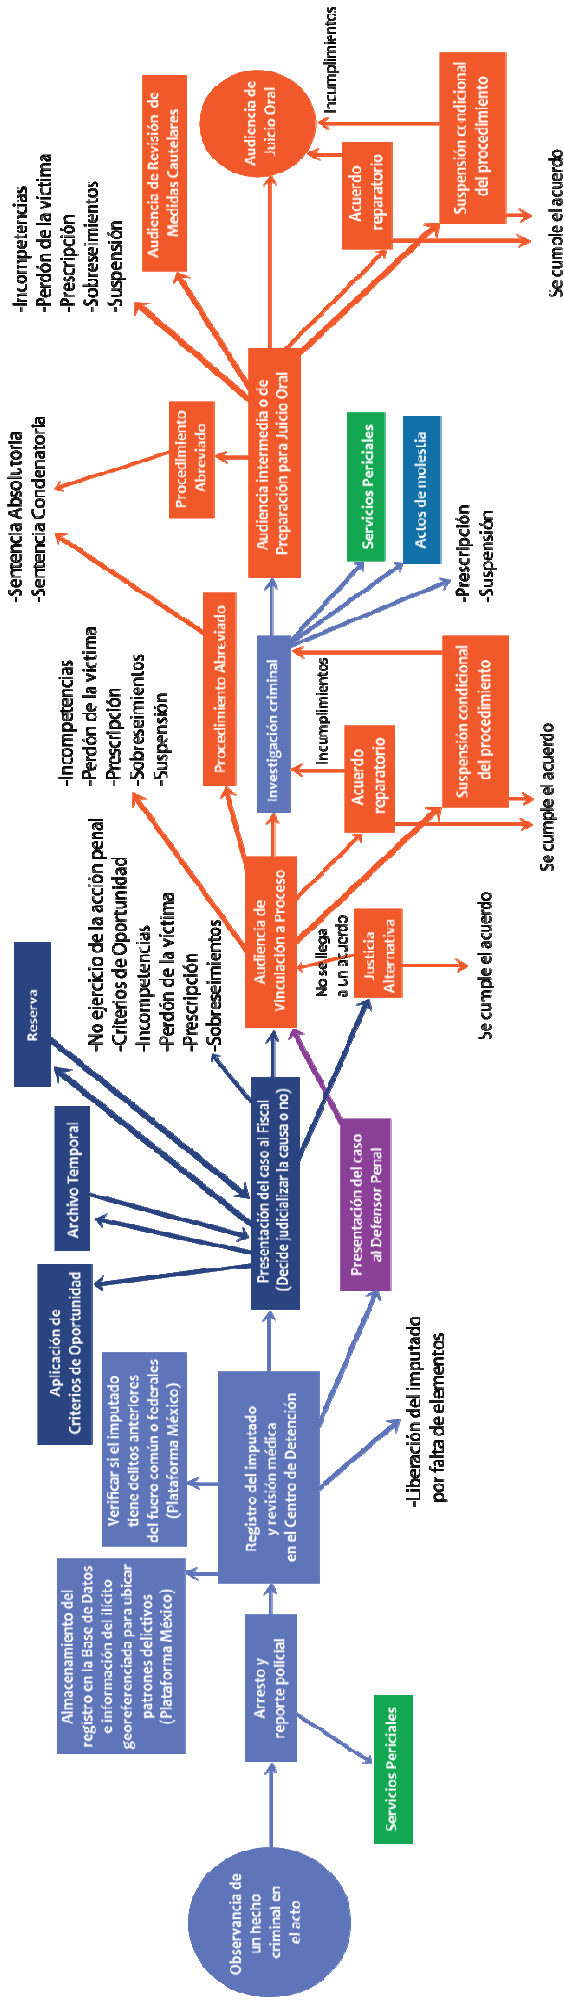 Observancia de
un hecho
criminal en
el acto
Arresto y
reporte policial
Servicios Periciales
Almacenamiento del
registro en la Base de Datos
e información del ilícito
georeferenciada para ubicar
patrones delictivos
(Plataforma México)
Verificar si el imputado
tiene delitos anteriores
del fuero común o federales
(Plataforma México)
Registro del imputado
y revisión médica
en el Centro de Detención
-Liberación del imputado
por falta de elementos
Aplicación de
Criterios de Oportunidad
Archivo Temporal
Reserva
Presentación del caso al Fiscal
(Decide judicializar la causa o no)
Presentación del caso
al Defensor Penal
-No ejercicio de la acción penal
-Criterios de Oportunidad
-Incompetencias
-Perdón de la víctima
-Prescripción
-Sobreseimientos
Audiencia de
Vinculación a Proceso
No se llega
a un acuerdo
Justicia
Alternativa
Se cumple el acuerdo
-Incompetencias
-Perdón de la víctima
-Prescripción
-Sobreseimientos
-Suspensión
Procedimiento Abreviado
Investigación criminal
Incumplimientos
Acuerdo
reparatorio
Suspensión condicional
del procedimiento
Se cumple el acuerdo
-Sentencia Absolutoria
-Sentencia Condenatoria
Procedimiento
Abreviado
Audiencia intermedia o de
Preparación para Juicio Oral
Servicios Periciales
Actos de molestia
-Prescripción
-Suspensión
-Incompetencias
-Perdón de la víctima
-Prescripción
-Sobreseimientos
-Suspensión
Audiencia de Revisión de
Medidas Cautelares
Audiencia de
Juicio Oral
Incumplimientos
Acuerdo
reparatorio
Suspensión condicional
del procedimiento
Se cumple el acuerdo